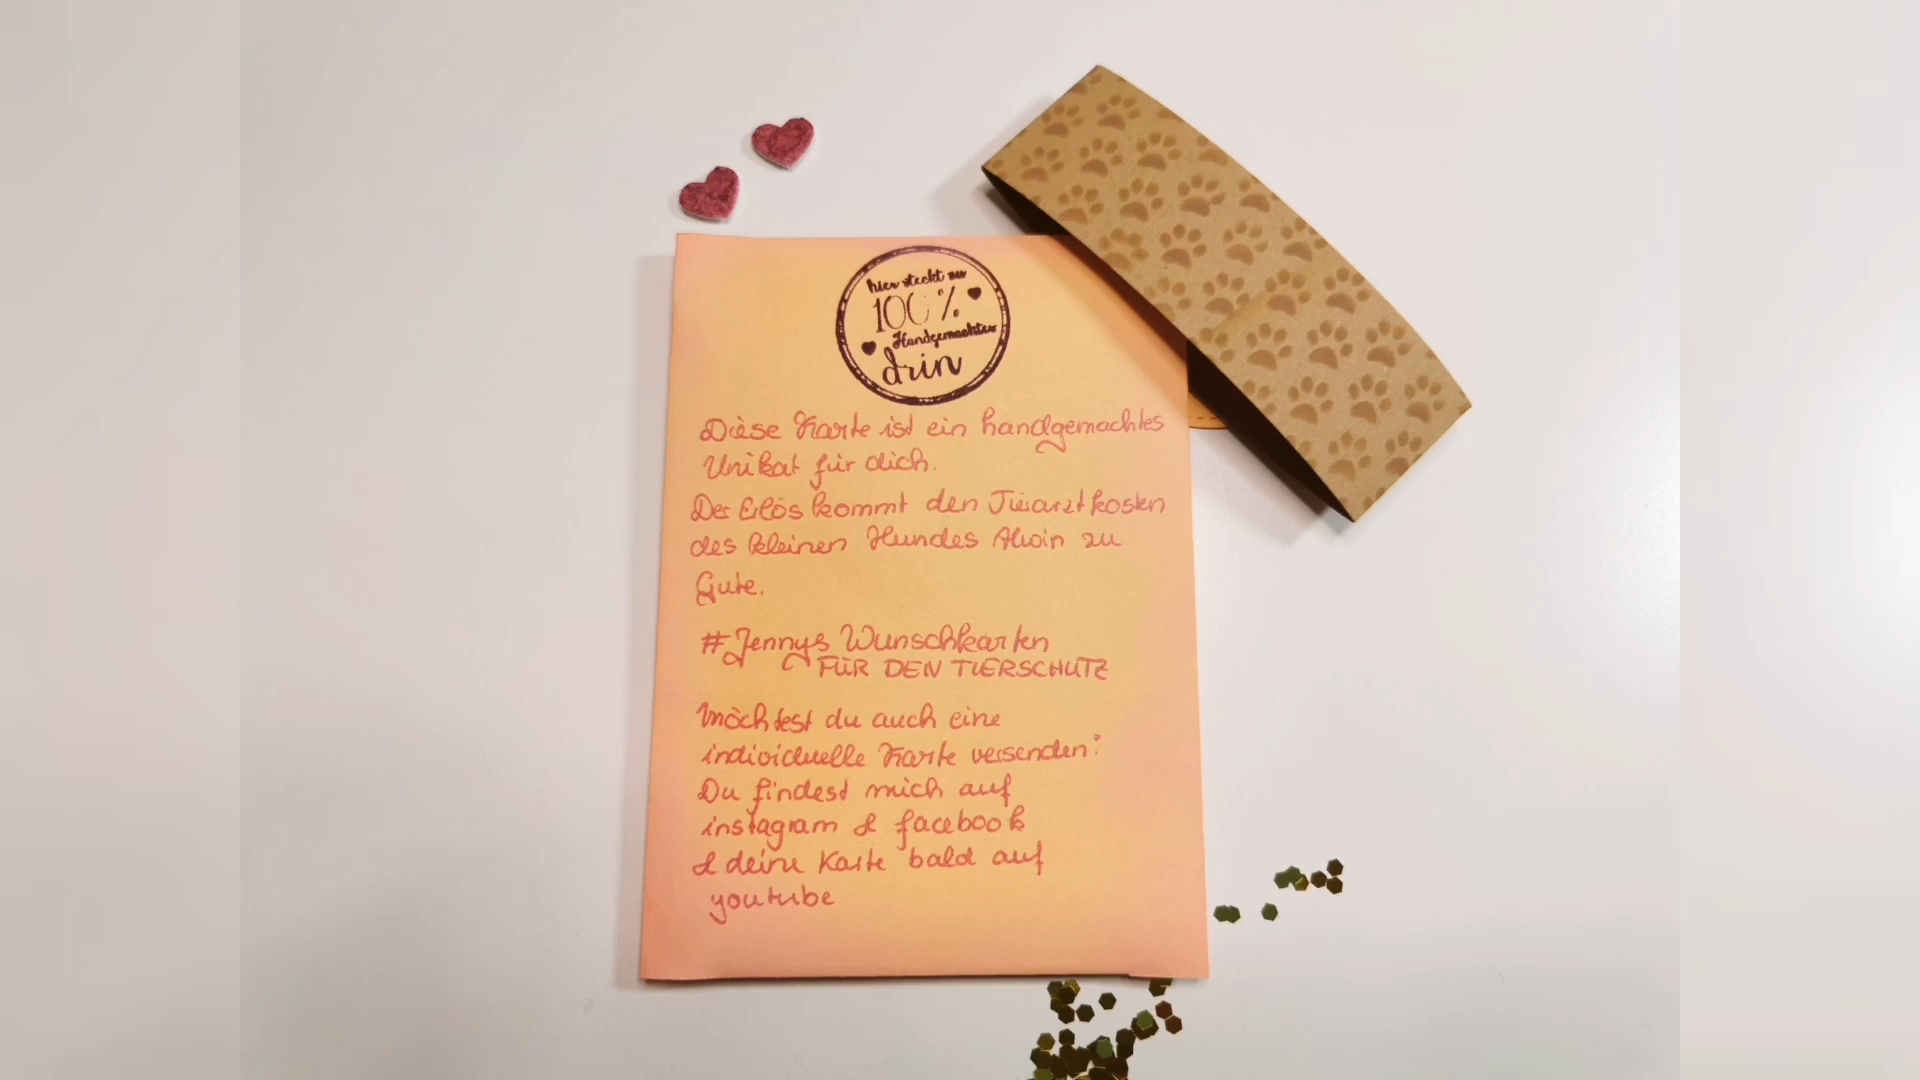 hier steckt zu
100%
Handgemachtes
drin
Diese Karte ist ein handgemachtes
Unikat für dich.
Der Erlös kommt den Tierarztkosten
des kleinen Hundes Alwin zu
Gute.
#Jennys Wunschkarten
FÜR DEN TIERSCHUTZ
Möchtest du auch eine
individuelle Karte versenden?
Du findest mich auf
instagram & facebook
& deine Karte bald auf
youtube